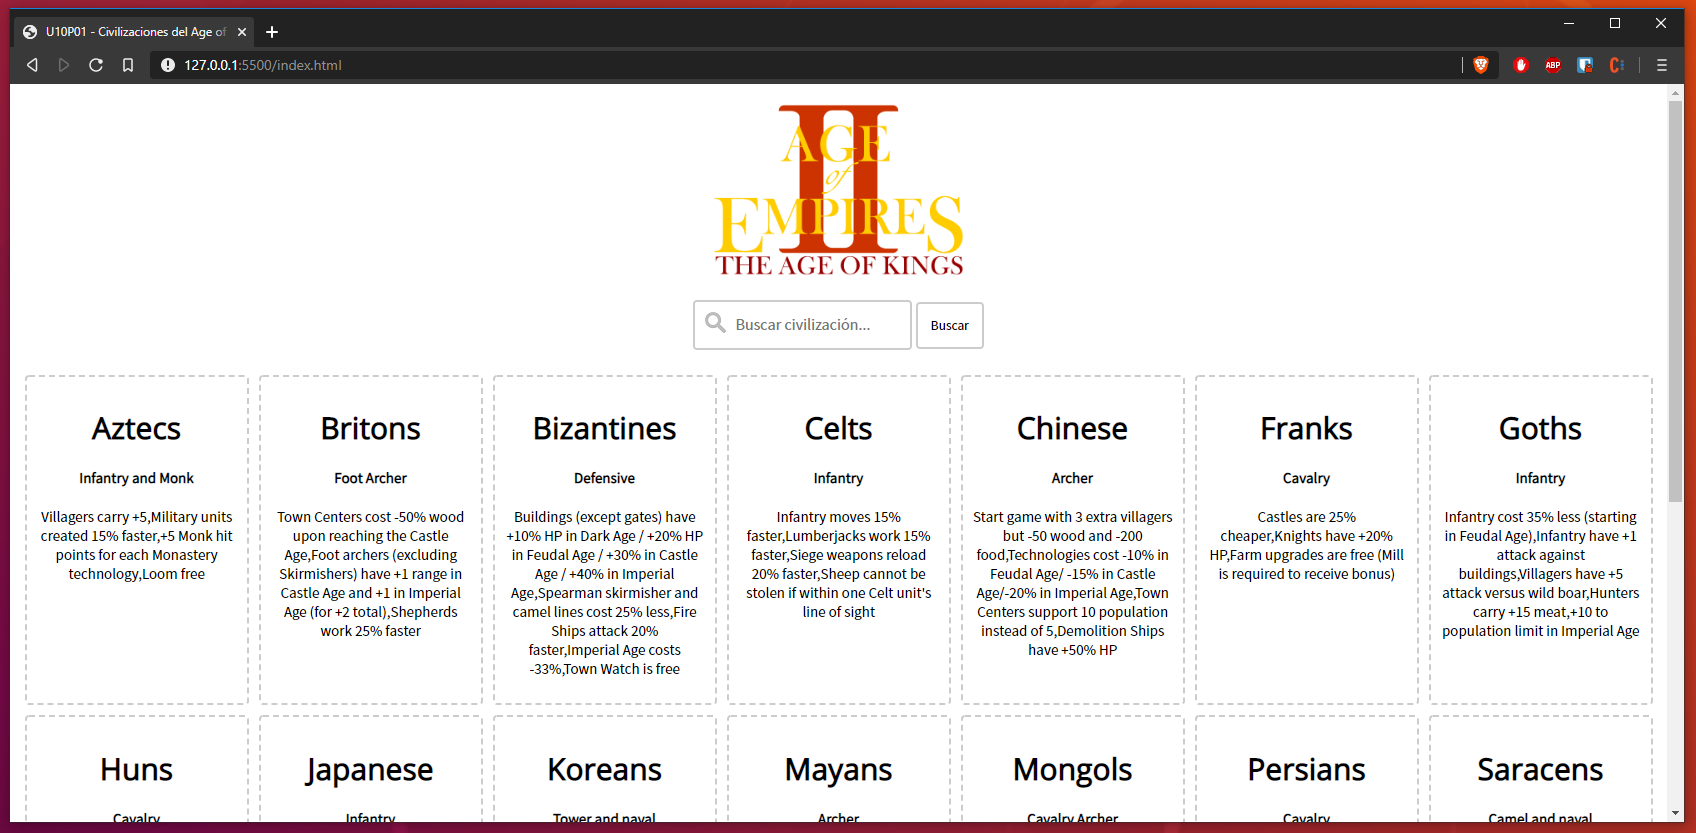 U10P01 - Civilizaciones del Age of
127.0.0.1:5500/index.html
ABP
II
AGE
of
EMPIRES
THE AGE OF KINGS
Buscar civilización...
Buscar
Aztecs
Infantry and Monk
Villagers carry +5,Military units
created 15% faster,+5 Monk hit
points for each Monastery
technology,Loom free
Britons
Foot Archer
Town Centers cost -50% wood
upon reaching the Castle
Age,Foot archers (excluding
Skirmishers) have +1 range in
Castle Age and +1 in Imperial
Age (for +2 total),Shepherds
work 25% faster
Bizantines
Defensive
Buildings (except gates) have
+10% HP in Dark Age / +20% HP
in Feudal Age / +30% in Castle
Age / +40% in Imperial
Age,Spearman skirmisher and
camel lines cost 25% less,Fire
Ships attack 20%
faster,Imperial Age costs
-33%,Town Watch is free
Celts
Infantry
Infantry moves 15%
faster,Lumberjacks work 15%
faster,Siege weapons reload
20% faster,Sheep cannot be
stolen if within one Celt unit's
line of sight
Chinese
Archer
Start game with 3 extra villagers
but -50 wood and -200
food,Technologies cost -10% in
Feudal Age/ -15% in Castle
Age/-20% in Imperial Age,Town
Centers support 10 population
instead of 5,Demolition Ships
have +50% HP
Franks
Cavalry
Castles are 25%
cheaper,Knights have +20%
HP,Farm upgrades are free (Mill
is required to receive bonus)
Goths
Infantry
Infantry cost 35% less (starting
in Feudal Age),Infantry have +1
attack against
buildings,Villagers have +5
attack versus wild boar,Hunters
carry +15 meat,+10 to
population limit in Imperial Age
Huns
Cavalry
Japanese
Infantry
Koreans
Tower and naval
Mayans
Archer
Mongols
Cavalry Archer
Persians
Cavalry
Saracens
Camel and naval